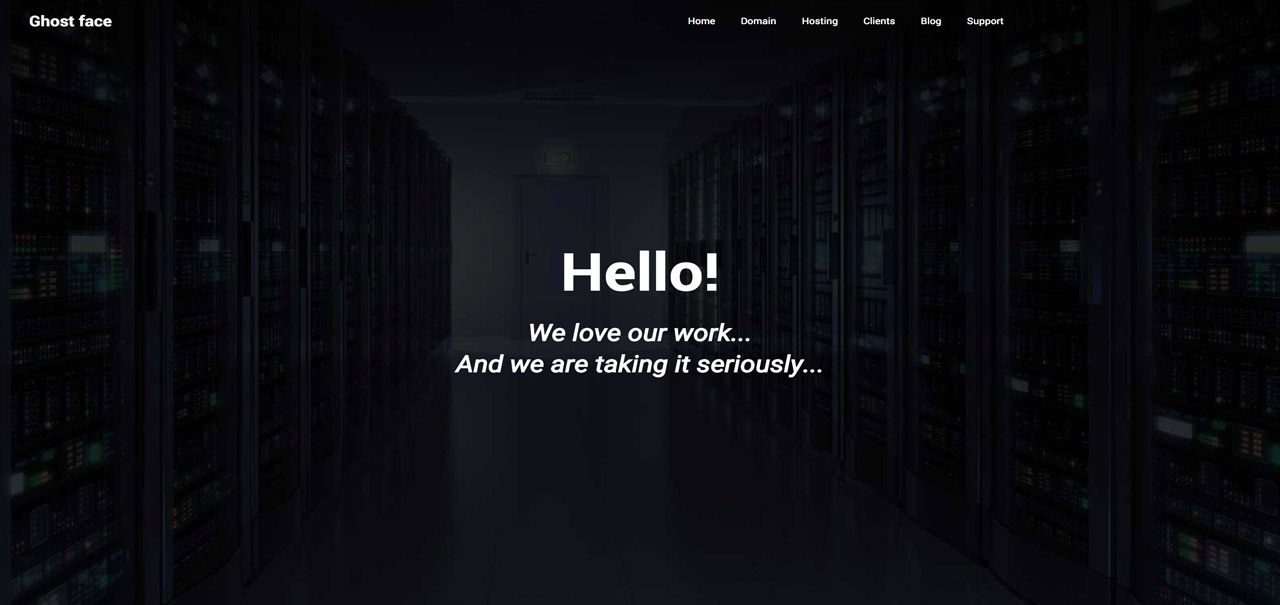 Ghost face
Home Domain Hosting Clients Blog Support
Hello!
We love our work...
And we are taking it seriously...